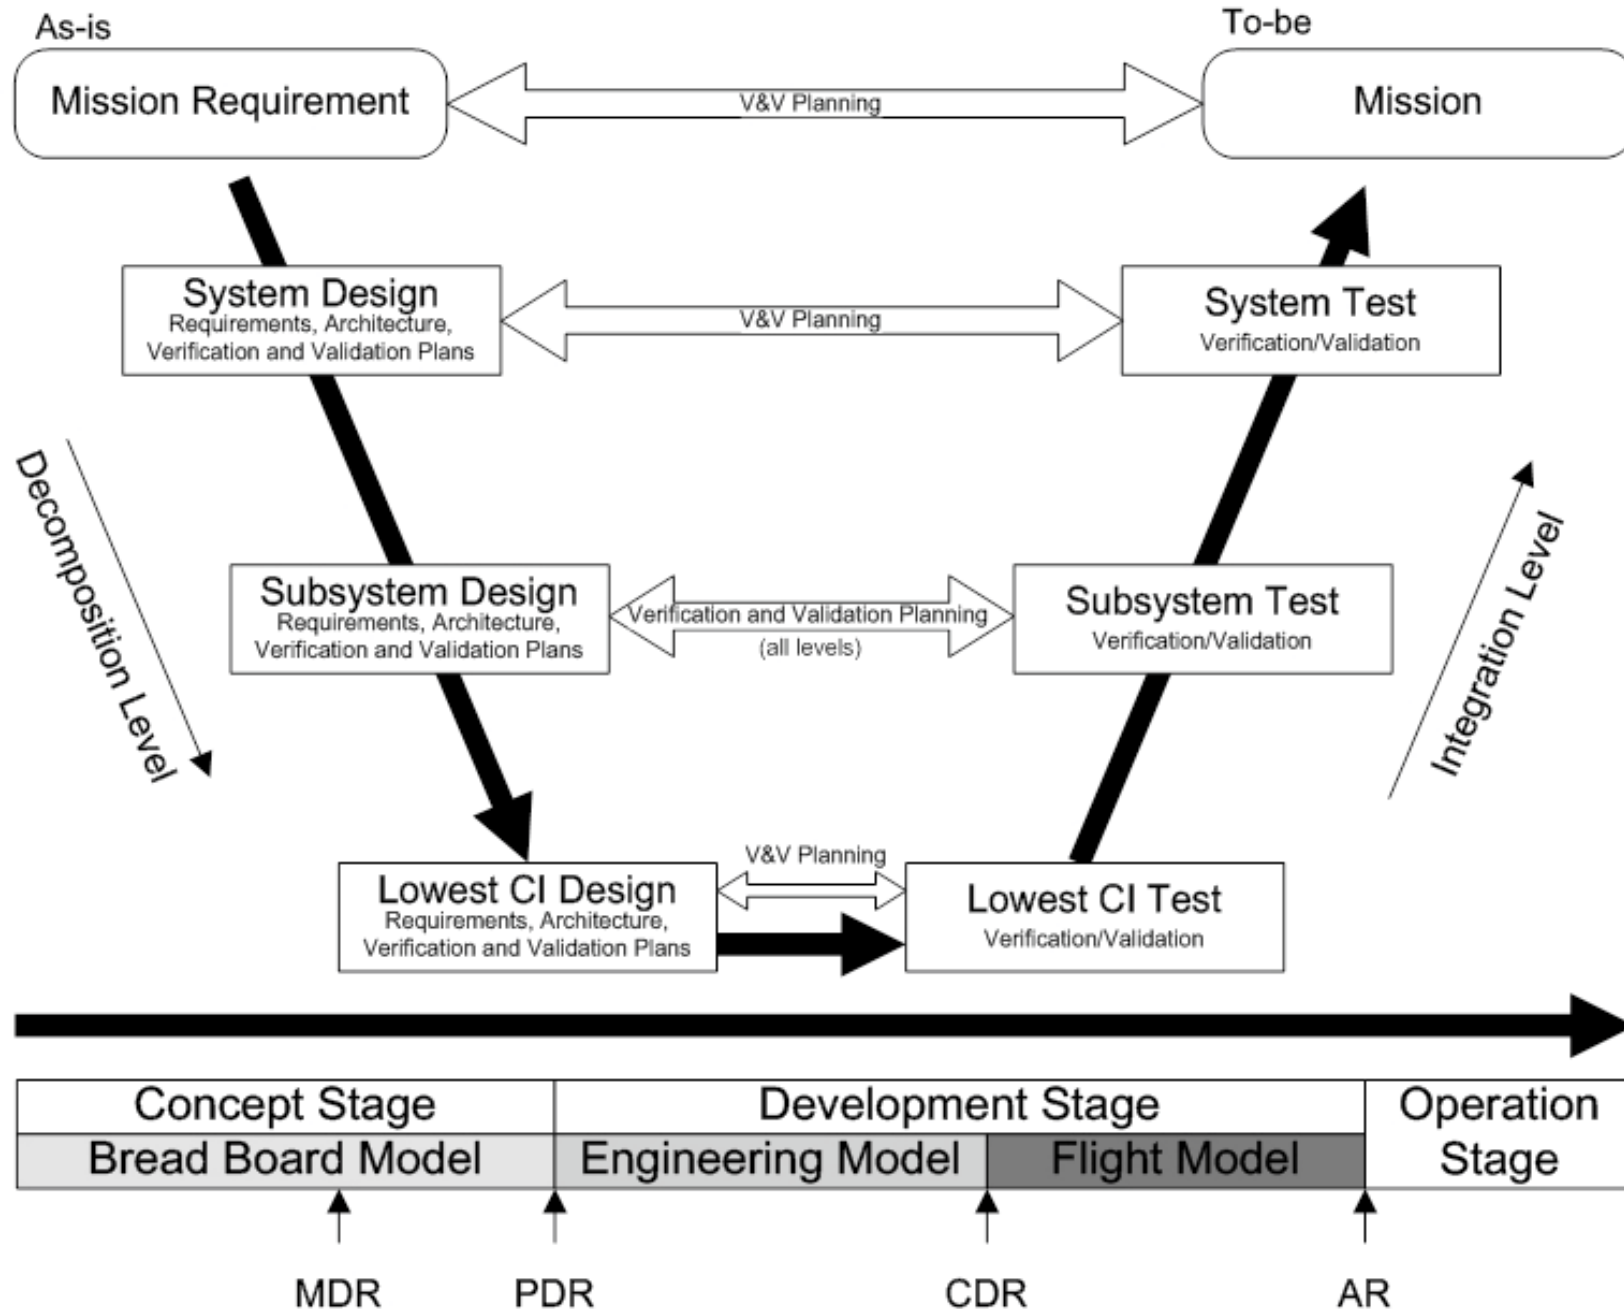 As-is
To-be
Mission Requirement
V&V Planning
Mission
System Design
Requirements, Architecture,
Verification and Validation Plans
V&V Planning
System Test
Verification/Validation
Decomposition Level
Integration Level
Subsystem Design
Requirements, Architecture,
Verification and Validation Plans
Verification and Validation Planning
(all levels)
Subsystem Test
Verification/Validation
V&V Planning
Lowest CI Design
Requirements, Architecture,
Verification and Validation Plans
Lowest CI Test
Verification/Validation
Concept Stage
Development Stage
Operation
Stage
Bread Board Model
Engineering Model
Flight Model
MDR
PDR
CDR
AR